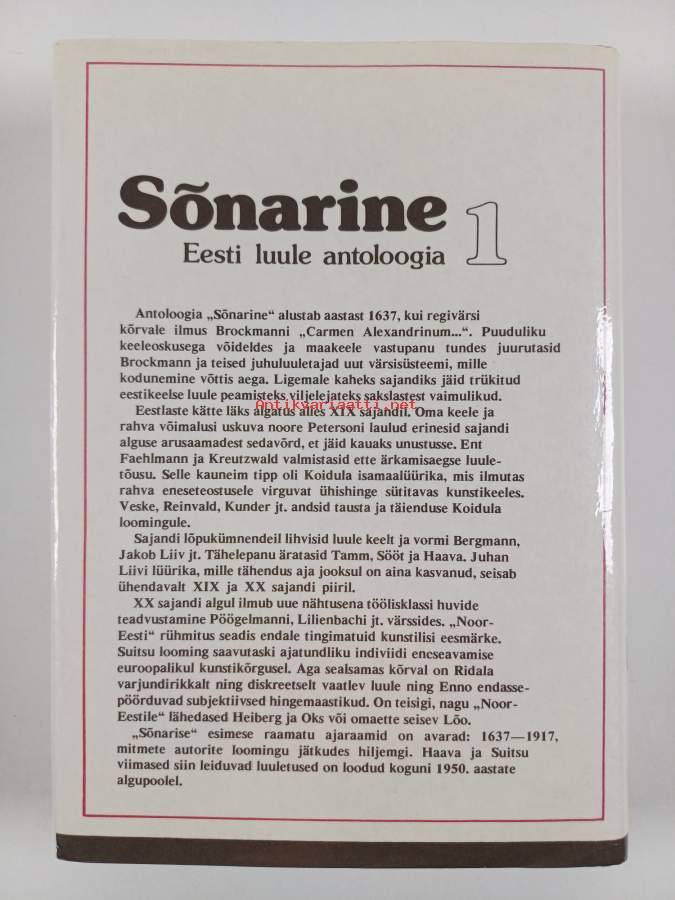 Sõnarine 1
Eesti luule antoloogia
Antoloogia „Sõnarine“ alustab aastast 1637, kui regivärsi
kõrvale ilmus Brockmanni „Carmen Alexandrinum...“. Puuduliku
keeleoskusega võideldes ja maakeele vastupanu tundes juurutasid
Brockmann ja teised juhuluuletajad uut värsisüsteemi, mille
kodunemine võttis aega. Ligemale kaheks sajandiks jäid trükitud
eestikeelse luule peamisteks viljelejateks sakslastest vaimulikud.
Antikvariaatti.net
Eestlaste kätte läks algatus alles XIX sajandil. Oma keele ja
rahva võimalusi uskuva noore Petersoni laulud erinesid sajandi
alguse arusaamadest sedavõrd, et jäid kauaks unustusse. Ent
Faehlmann ja Kreutzwald valmistasid ette ärkamisaegse luule-
tõusu. Selle kauneim tipp oli Koidula isamaalüürika, mis ilmutas
rahva eneseteostusele virguvat ühishinge sütitavas kunstikeeles.
Veske, Reinvald, Kunder jt. andsid tausta ja täienduse Koidula
loomingule.
Sajandi lõpukümnendeil lihvisid luule keelt ja vormi Bergmann,
Jakob Liiv jt. Tähelepanu äratasid Tamm, Sööt ja Haava. Juhan
Liivi lüürika, mille tähendus aja jooksul on aina kasvanud, seisab
ühendavalt XIX ja XX sajandi piiril.
XX sajandi algul ilmub uue nähtusena töölisklassi huvide
teadvustamine Pöögelmanni, Lilienbachi jt. värssides. „Noor-
Eesti“ rühmitus seadis endale tingimatuid kunstilisi eesmärke.
Suitsu looming saavutaski ajatundliku indiviidi eneseavamise
euroopalikul kunstikõrgusel. Aga sealsamas kõrval on Ridala
varjundirikkalt ning diskreetselt vaatlev luule ning Enno endasse-
pöörduvad subjektiivsed hingemaastikud. On teisigi, nagu „Noor-
Eestile“ lähedased Heiberg ja Oks või omaette seisev Lõo.
„Sõnarise“ esimese raamatu ajaraamid on avarad: 1637—1917,
mitmete autorite loomingu jätkudes hiljemgi. Haava ja Suitsu
viimased siin leiduvad luuletused on loodud koguni 1950. aastate
algupoolel.